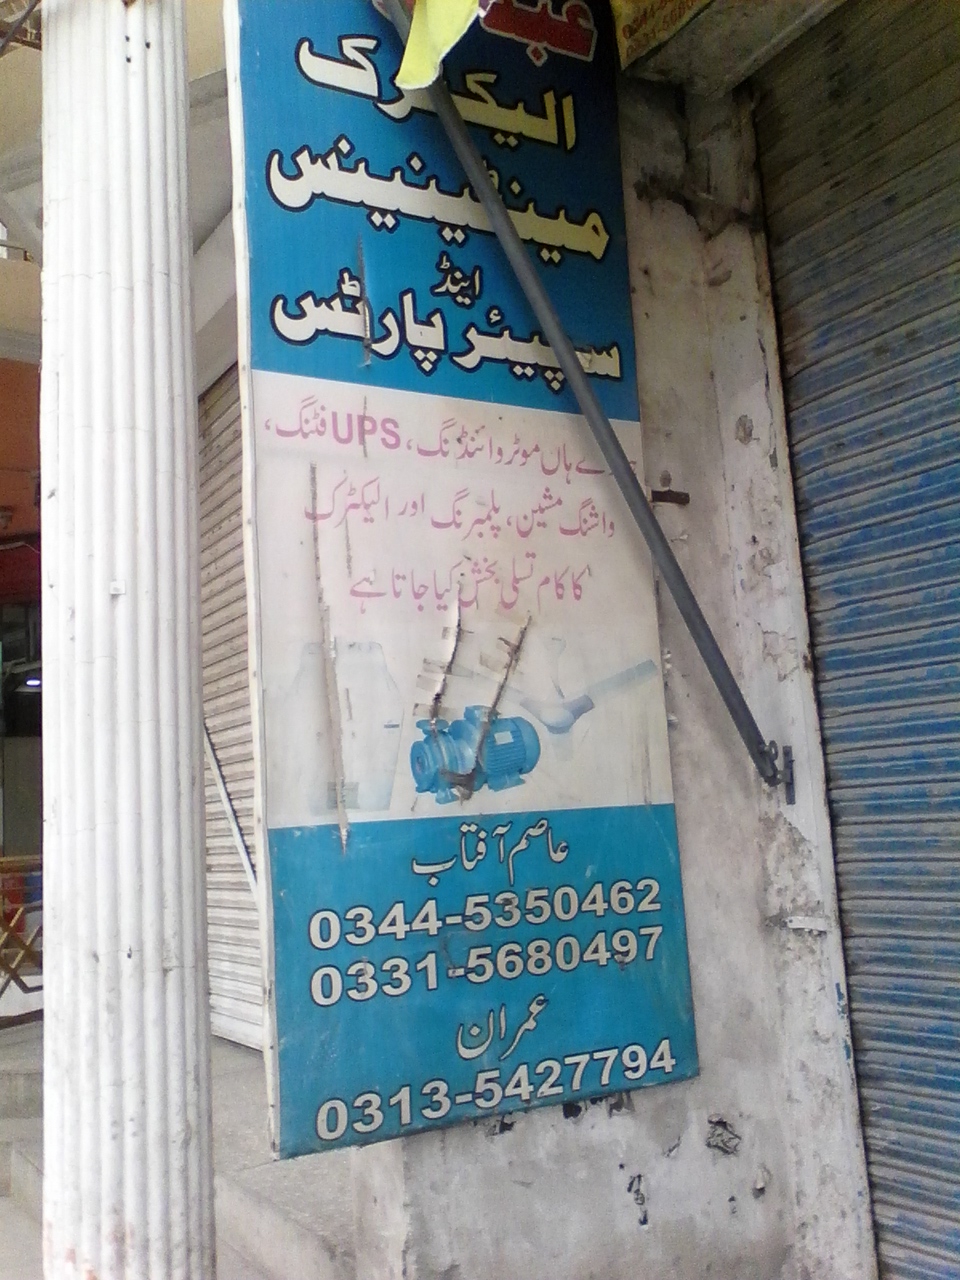 الیکٹرک
مینٹینینس
اینڈ
سپیئر پارٹس
ہاں موٹر وائنڈنگ، UPS فٹنگ،
واشنگ مشین، پلمبرنگ اور الیکٹرک
کا کام تسلی بخش کیا جاتا ہے
عاصم آفتاب
0344-5350462
0331-5680497
عمران
0313-5427794